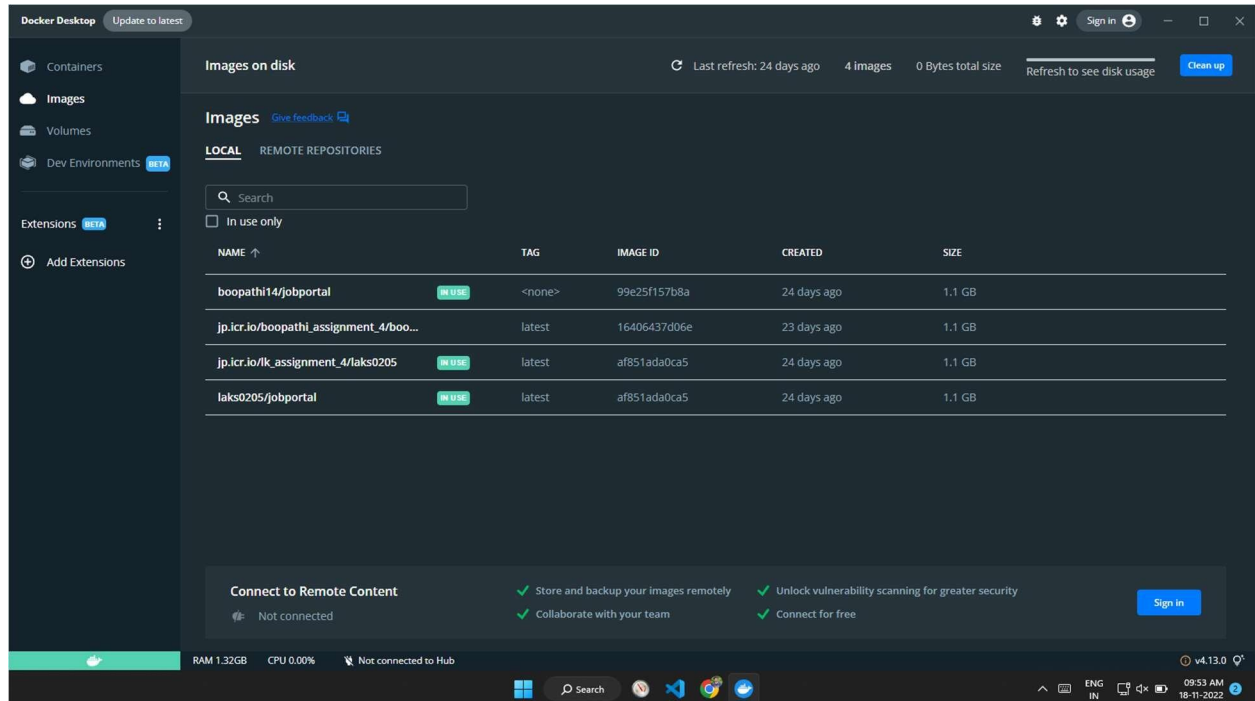 Docker Desktop Update to latest Sign in
Containers
Images
Volumes
Dev Environments BETA
Extensions BETA
Add Extensions
Images on disk Last refresh: 24 days ago 4 images 0 Bytes total size Refresh to see disk usage Clean up
Images Give feedback
LOCAL REMOTE REPOSITORIES
Search
In use only
NAME TAG IMAGE ID CREATED SIZE
boopathi14/jobportal IN USE <none> 99e25f157b8a 24 days ago 1.1 GB
jp.icr.io/boopathi_assignment_4/boo... latest 16406437d06e 23 days ago 1.1 GB
jp.icr.io/lk_assignment_4/laks0205 IN USE latest af851ada0ca5 24 days ago 1.1 GB
laks0205/jobportal IN USE latest af851ada0ca5 24 days ago 1.1 GB
Connect to Remote Content
Not connected
Store and backup your images remotely
Unlock vulnerability scanning for greater security
Collaborate with your team
Connect for free
Sign in
RAM 1.32GB CPU 0.00% Not connected to Hub v4.13.0
Search
ENG
IN
09:53 AM
18-11-2022
2